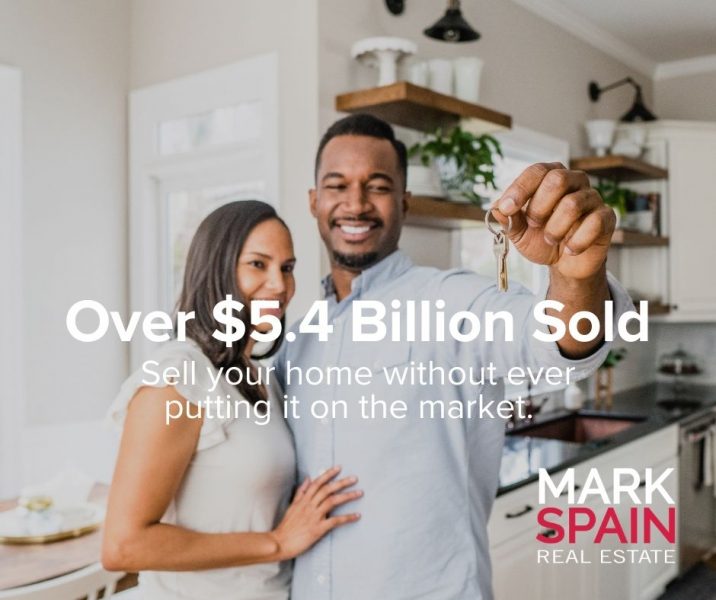 Over $5.4 Billion Sold
Sell your home without ever
putting it on the market.
MARK
SPAIN
REAL ESTATE